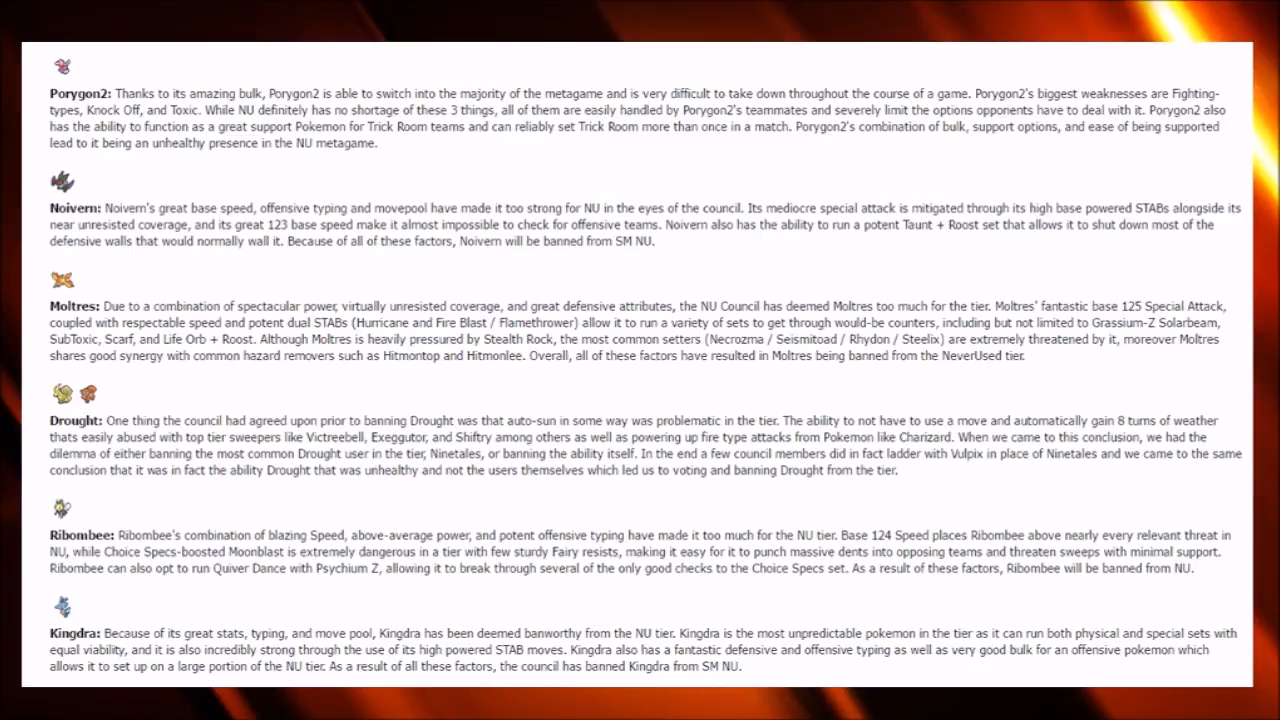 Porygon2: Thanks to its amazing bulk, Porygon2 is able to switch into the majority of the metagame and is very difficult to take down throughout the course of a game. Porygon2's biggest weaknesses are Fighting-
types, Knock Off, and Toxic. While NU definitely has no shortage of these 3 things, all of them are easily handled by Porygon2's teammates and severely limit the options opponents have to deal with it. Porygon2 also
has the ability to function as a great support Pokemon for Trick Room teams and can reliably set Trick Room more than once in a match. Porygon2's combination of bulk, support options, and ease of being supported
lead to it being an unhealthy presence in the NU metagame.
Noivern: Noivern's great base speed, offensive typing and movepool have made it too strong for NU in the eyes of the council. Its mediocre special attack is mitigated through its high base powered STABs alongside its
near unresisted coverage, and its great 123 base speed make it almost impossible to check for offensive teams. Noivern also has the ability to run a potent Taunt + Roost set that allows it to shut down most of the
defensive walls that would normally wall it. Because of all of these factors, Noivern will be banned from SM NU.
Moltres: Due to a combination of spectacular power, virtually unresisted coverage, and great defensive attributes, the NU Council has deemed Moltres too much for the tier. Moltres' fantastic base 125 Special Attack,
coupled with respectable speed and potent dual STABs (Hurricane and Fire Blast / Flamethrower) allow it to run a variety of sets to get through would-be counters, including but not limited to Grassium-Z Solarbeam,
SubToxic, Scarf, and Life Orb + Roost. Although Moltres is heavily pressured by Stealth Rock, the most common setters (Necrozma / Seismitoad / Rhydon / Steelix) are extremely threatened by it, moreover Moltres
shares good synergy with common hazard removers such as Hitmontop and Hitmonlee. Overall, all of these factors have resulted in Moltres being banned from the NeverUsed tier.
Drought: One thing the council had agreed upon prior to banning Drought was that auto-sun in some way was problematic in the tier. The ability to not have to use a move and automatically gain 8 turns of weather
thats easily abused with top tier sweepers like Victreebell, Exeggutor, and Shiftry among others as well as powering up fire type attacks from Pokemon like Charizard. When we came to this conclusion, we had the
dilemma of either banning the most common Drought user in the tier, Ninetales, or banning the ability itself. In the end a few council members did in fact ladder with Vulpix in place of Ninetales and we came to the same
conclusion that it was in fact the ability Drought that was unhealthy and not the users themselves which led us to voting and banning Drought from the tier.
Ribombee: Ribombee's combination of blazing Speed, above-average power, and potent offensive typing have made it too much for the NU tier. Base 124 Speed places Ribombee above nearly every relevant threat in
NU, while Choice Specs-boosted Moonblast is extremely dangerous in a tier with few sturdy Fairy resists, making it easy for it to punch massive dents into opposing teams and threaten sweeps with minimal support.
Ribombee can also opt to run Quiver Dance with Psychium Z, allowing it to break through several of the only good checks to the Choice Specs set. As a result of these factors, Ribombee will be banned from NU.
Kingdra: Because of its great stats, typing, and move pool, Kingdra has been deemed banworthy from the NU tier. Kingdra is the most unpredictable pokemon in the tier as it can run both physical and special sets with
equal viability, and it is also incredibly strong through the use of its high powered STAB moves. Kingdra also has a fantastic defensive and offensive typing as well as very good bulk for an offensive pokemon which
allows it to set up on a large portion of the NU tier. As a result of all these factors, the council has banned Kingdra from SM NU.